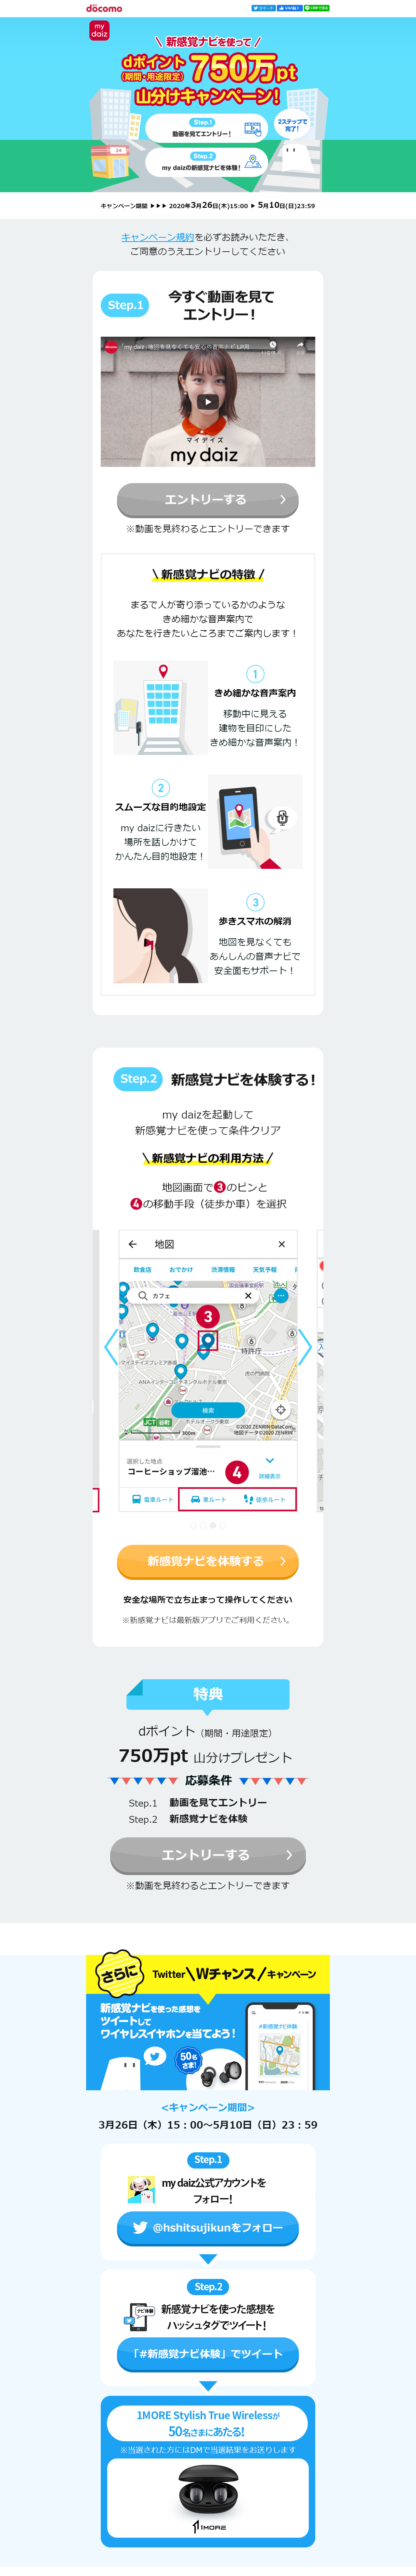 docomo
ツイート
いいね！
LINEで送る
my
daiz
新感覚ナビを使って
dポイント
(期間・用途限定)
750万pt
山分けキャンペーン！
Step.1
動画を見てエントリー！
2ステップで
完了！
Step.2
my daizの新感覚ナビを体験！
キャンペーン期間 ▶▶▶ 2020年3月26日(木)15:00 ▶ 5月10日(日)23:59
キャンペーン規約を必ずお読みいただき、
ご同意のうえエントリーしてください
Step.1
今すぐ動画を見て
エントリー！
マイデイズ
my daiz
エントリーする
※動画を見終わるとエントリーできます
新感覚ナビの特徴
まるで人が寄り添っているかのような
きめ細かな音声案内で
あなたを行きたいところまでご案内します！
1
きめ細かな音声案内
移動中に見える
建物を目印にした
きめ細かな音声案内！
2
スムーズな目的地設定
my daizに行きたい
場所を話しかけて
かんたん目的地設定！
3
歩きスマホの解消
地図を見なくても
あんしんの音声ナビで
安全面もサポート！
Step.2
新感覚ナビを体験する！
my daizを起動して
新感覚ナビを使って条件クリア
新感覚ナビの利用方法
地図画面で3のピンと
4の移動手段（徒歩か車）を選択
← 地図 ×
飲食店 おでかけ 渋滞情報 天気予報
カフェ ×
3
特許庁
ANAインターコンチネンタルホテル東京
検索
JCT 谷町
300m
©2020 ZENRIN DataCom
地図データ©2020 ZENRIN
選択した地点
コーヒーショップ溜池…
4
詳細表示
電車ルート 車ルート 徒歩ルート
新感覚ナビを体験する
安全な場所で立ち止まって操作してください
※新感覚ナビは最新版アプリでご利用ください。
特典
dポイント（期間・用途限定）
750万pt 山分けプレゼント
応募条件
Step.1 動画を見てエントリー
Step.2 新感覚ナビを体験
エントリーする
※動画を見終わるとエントリーできます
さらに
Twitter Wチャンス キャンペーン
新感覚ナビを使った感想を
ツイートして
ワイヤレスイヤホンを当てよう！
#新感覚ナビ体験
50名
さま！
<キャンペーン期間>
3月26日（木）15：00～5月10日（日）23：59
Step.1
my daiz公式アカウントを
フォロー！
@hshitsujikunをフォロー
Step.2
ナビ体験
新感覚ナビを使った感想を
ハッシュタグでツイート！
「#新感覚ナビ体験」でツイート
1MORE Stylish True Wirelessが
50名さまにあたる!
※当選された方にはDMで当選結果をお送りします
1MORE